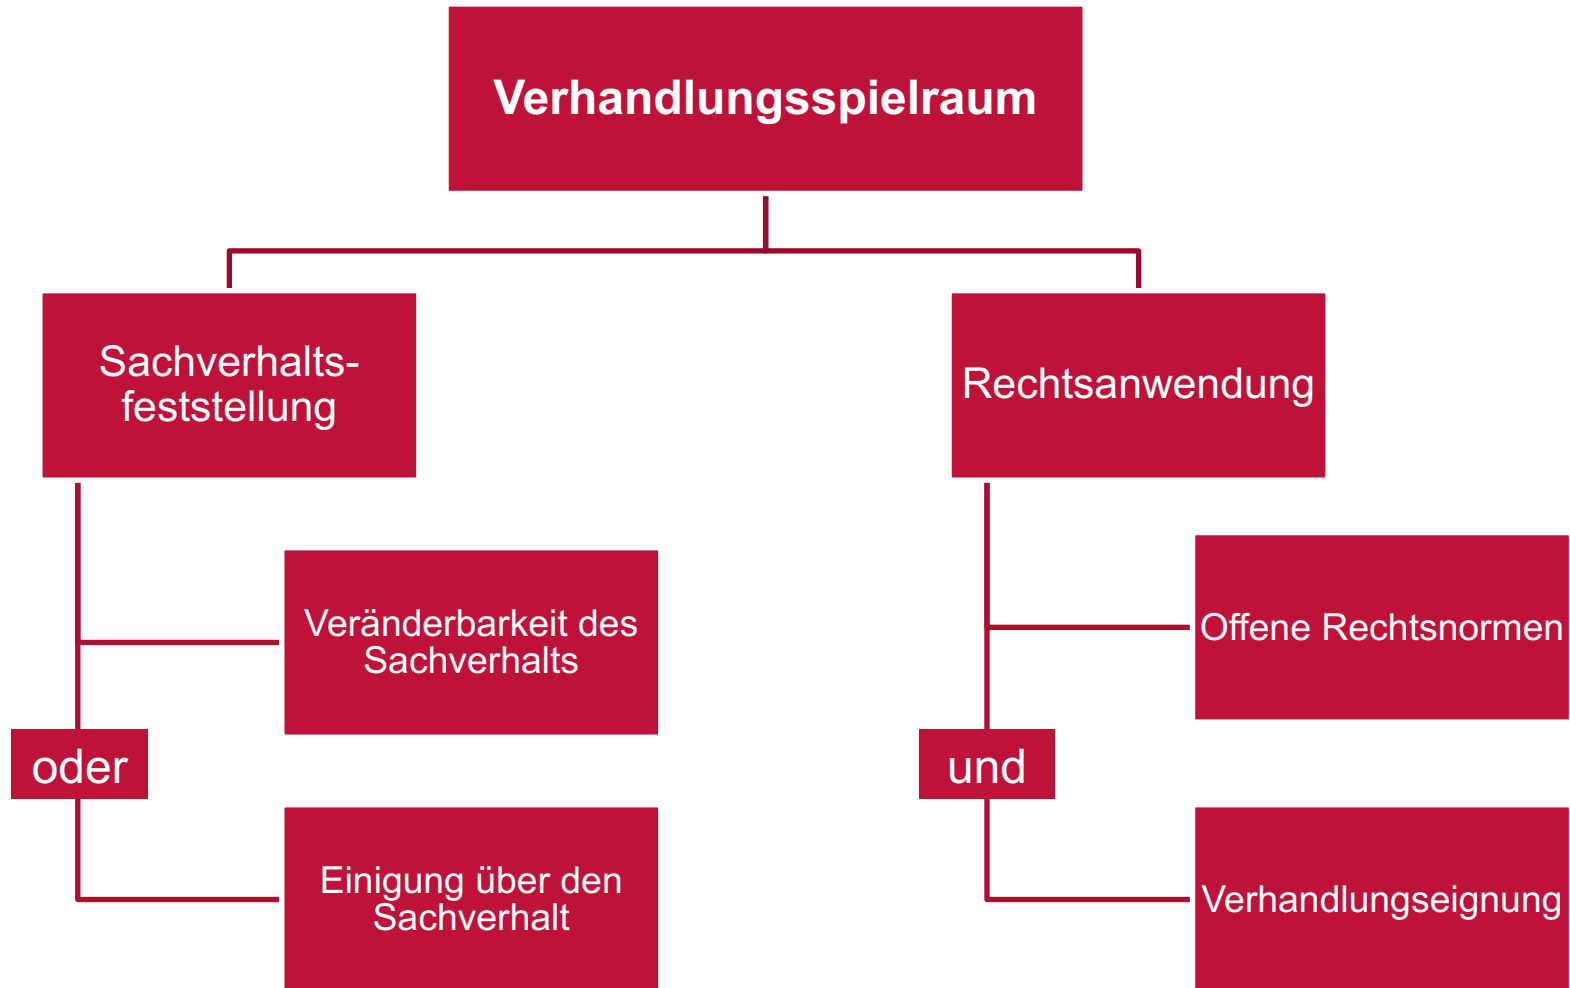 Verhandlungsspielraum
Sachverhalts-
feststellung
Rechtsanwendung
Veränderbarkeit des
Sachverhalts
Offene Rechtsnormen
oder
und
Einigung über den
Sachverhalt
Verhandlungseignung